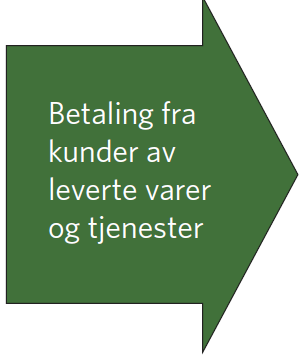 Betaling fra
kunder av
leverte varer
og tjenester